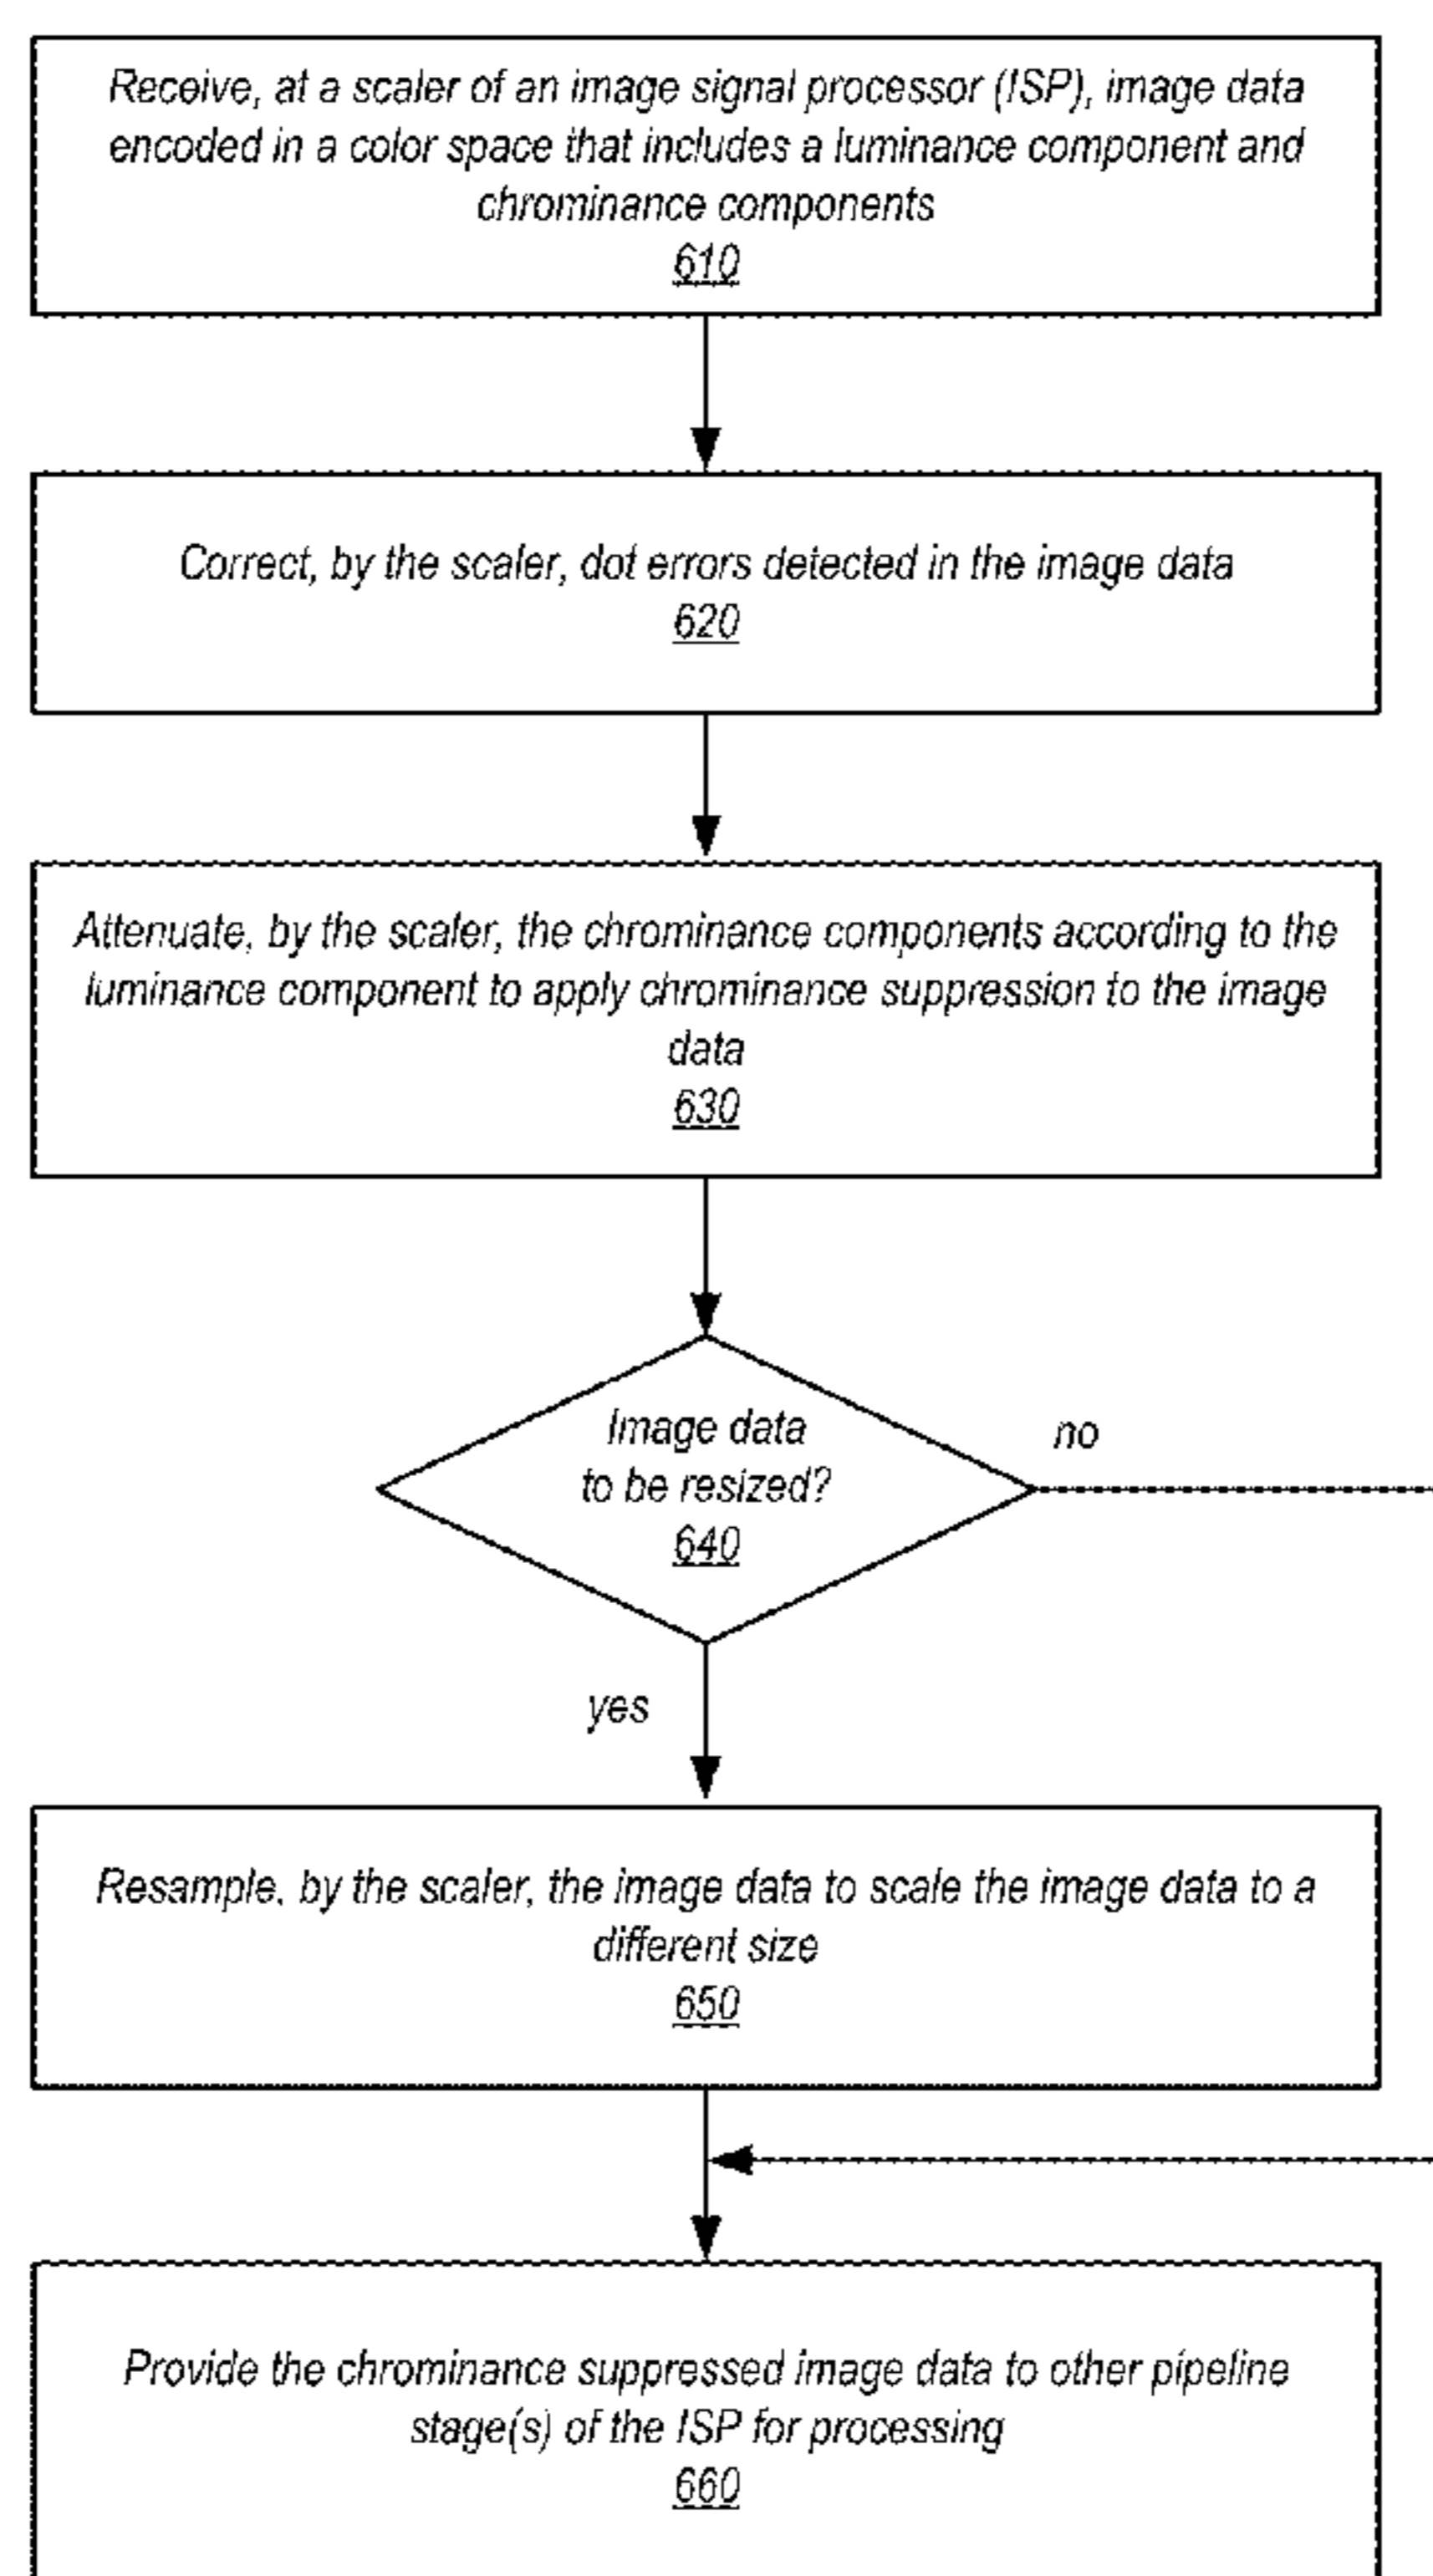 Receive, at a scaler of an image signal processor (ISP), image data
encoded in a color space that includes a luminance component and
chrominance components
610
Correct, by the scaler, dot errors detected in the image data
620
Attenuate, by the scaler, the chrominance components according to the
luminance component to apply chrominance suppression to the image
data
630
Image data
to be resized?
640
no
yes
Resample, by the scaler, the image data to scale the image data to a
different size
650
Provide the chrominance suppressed image data to other pipeline
stage(s) of the ISP for processing
660